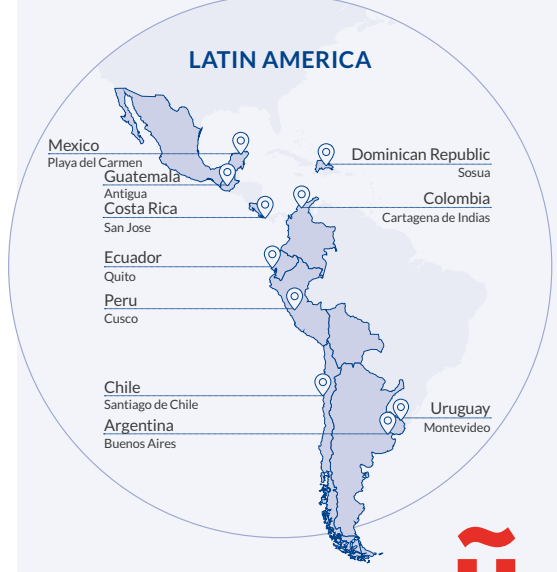 LATIN AMERICA
Mexico
Playa del Carmen
Dominican Republic
Sosua
Guatemala
Antigua
Colombia
Cartagena de Indias
Costa Rica
San Jose
Ecuador
Quito
Peru
Cusco
Chile
Santiago de Chile
Uruguay
Montevideo
Argentina
Buenos Aires